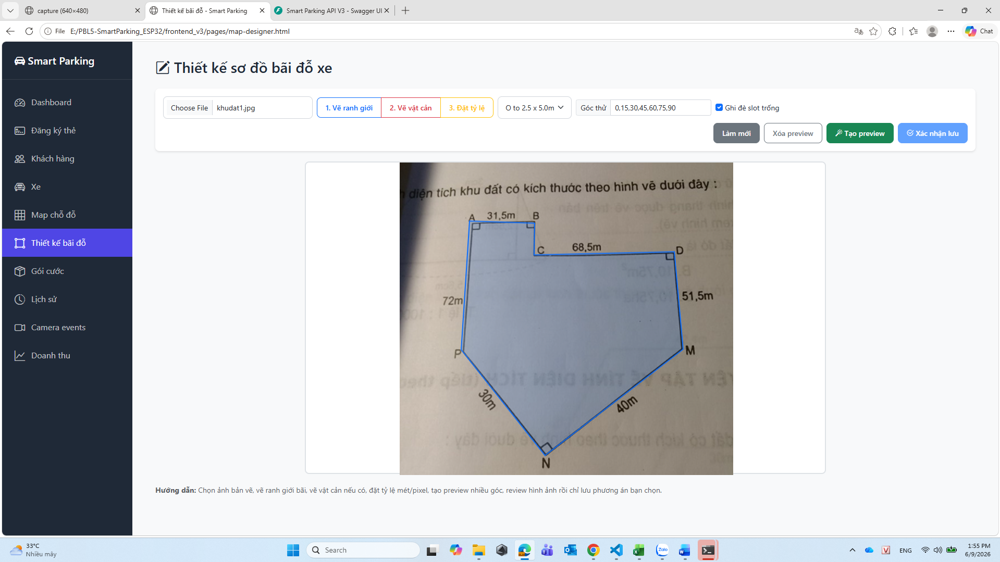 capture (640×480)
Thiết kế bãi đỗ - Smart Parking
Smart Parking API V3 - Swagger UI
File
E:/PBL5-SmartParking_ESP32/frontend_v3/pages/map-designer.html
Chat
Smart Parking
Dashboard
Đăng ký thẻ
Khách hàng
Xe
Map chỗ đỗ
Thiết kế bãi đỗ
Gói cước
Lịch sử
Camera events
Doanh thu
Thiết kế sơ đồ bãi đỗ xe
Choose File
khudat1.jpg
1. Vẽ ranh giới
2. Vẽ vật cản
3. Đặt tỷ lệ
O to 2.5 x 5.0m
Góc thử
0,15,30,45,60,75,90
Ghi đè slot trống
Làm mới
Xóa preview
Tạo preview
Xác nhận lưu
diện tích khu đất có kích thước theo hình vẽ dưới đây :
A
31,5m
B
C
68,5m
D
72m
51,5m
P
M
30m
40m
N
Hướng dẫn: Chọn ảnh bản vẽ, vẽ ranh giới bãi, vẽ vật cản nếu có, đặt tỷ lệ mét/pixel, tạo preview nhiều góc, review hình ảnh rồi chỉ lưu phương án bạn chọn.
33°C
Nhiều mây
Search
Zalo
ENG
1:55 PM
6/9/2026